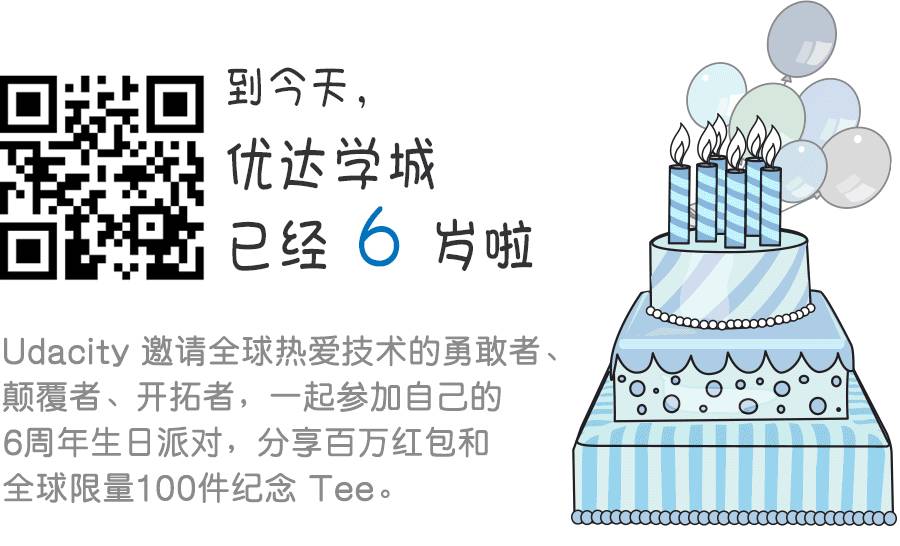 到今天，
优达学城
已经 6 岁啦
Udacity 邀请全球热爱技术的勇敢者、
颠覆者、开拓者，一起参加自己的
6周年生日派对，分享百万红包和
全球限量100件纪念 Tee。